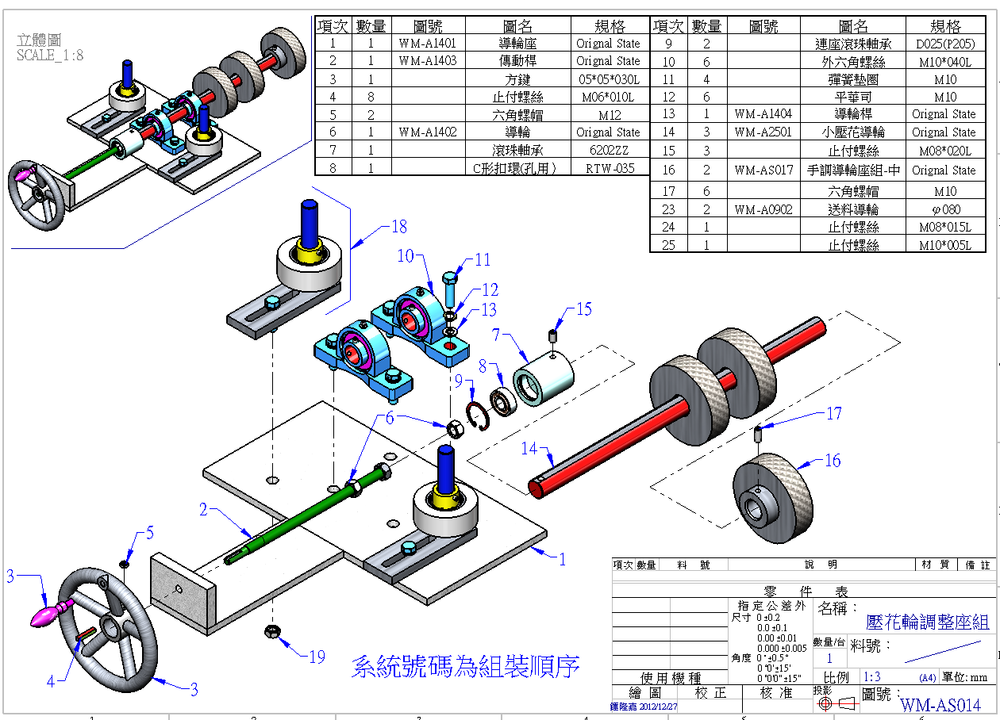 立體圖
SCALE_1:8
項次 數量 圖號 圖名 規格
1 1 WM-A1401 導輪座 Orignal State
2 1 WM-A1403 傳動桿 Orignal State
3 1 方鍵 05*05*030L
4 8 止付螺絲 M06*010L
5 2 六角螺帽 M12
6 1 WM-A1402 導輪 Orignal State
7 1 滾珠軸承 6202ZZ
8 1 C形扣環(孔用) RTW-035
項次 數量 圖號 圖名 規格
9 2 連座滾珠軸承 D025(P205)
10 6 外六角螺絲 M10*040L
11 4 彈簧墊圈 M10
12 6 平華司 M10
13 1 WM-A1404 導輪桿 Orignal State
14 3 WM-A2501 小壓花導輪 Orignal State
15 3 止付螺絲 M08*020L
16 2 WM-AS017 手調導輪座組-中 Orignal State
17 6 六角螺帽 M10
23 2 WM-A0902 送料導輪 φ080
24 1 止付螺絲 M08*015L
25 1 止付螺絲 M10*005L
18
10
11
12
13
15
7
8
9
6
14
17
16
2
5
1
3
4
3
19
系統號碼為組裝順序
項次 數量 料號 說明 材質 備註
零件表
指定公差外
尺寸 0 ±0.2
0.0 ±0.1
0.00 ±0.01
0.000 ±0.005
角度 0 °±0.5°
0 °0'±15'
0 °0'0"±15"
名稱:
壓花輪調整座組
數量/台
1
料號:
使用機種
比例 1:3 (A4) 單位: mm
繪圖 校正 核准
鍾隆嘉 2012/12/27
投影
圖號:
WM-AS014